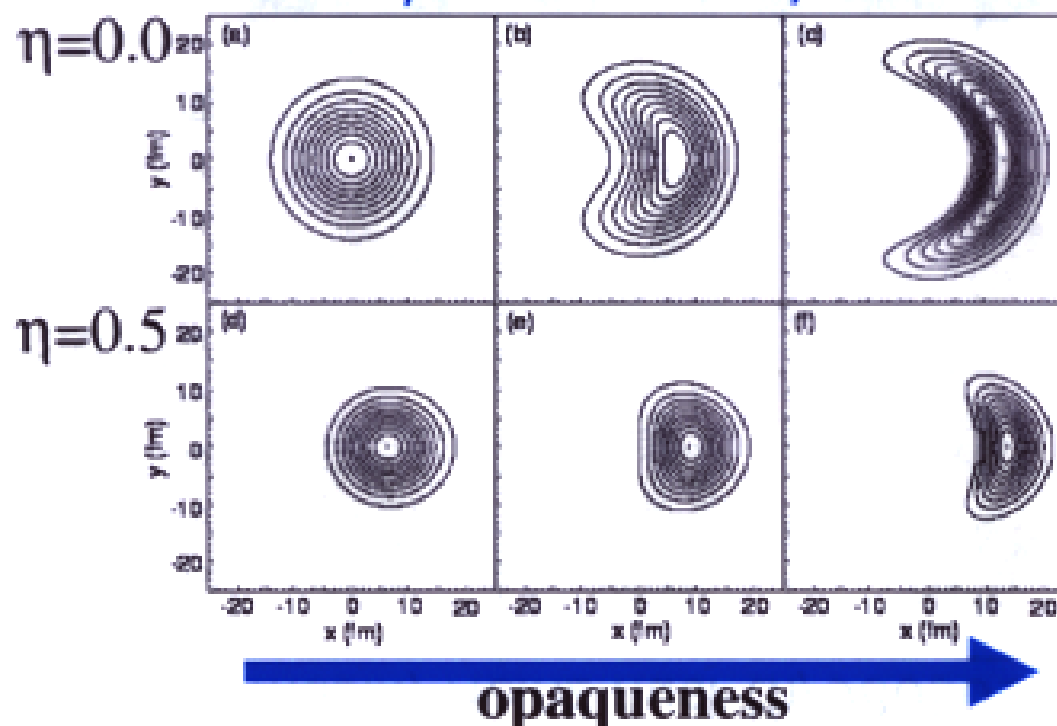 η=0.0
(a) (b) (c)
20
10
0
-10
-20
y (fm)
η=0.5
(d) (e) (f)
20
10
0
-10
-20
y (fm)
-20 -10 0 10 20 -20 -10 0 10 20 -20 -10 0 10 20
x (fm) x (fm) x (fm)
opaqueness